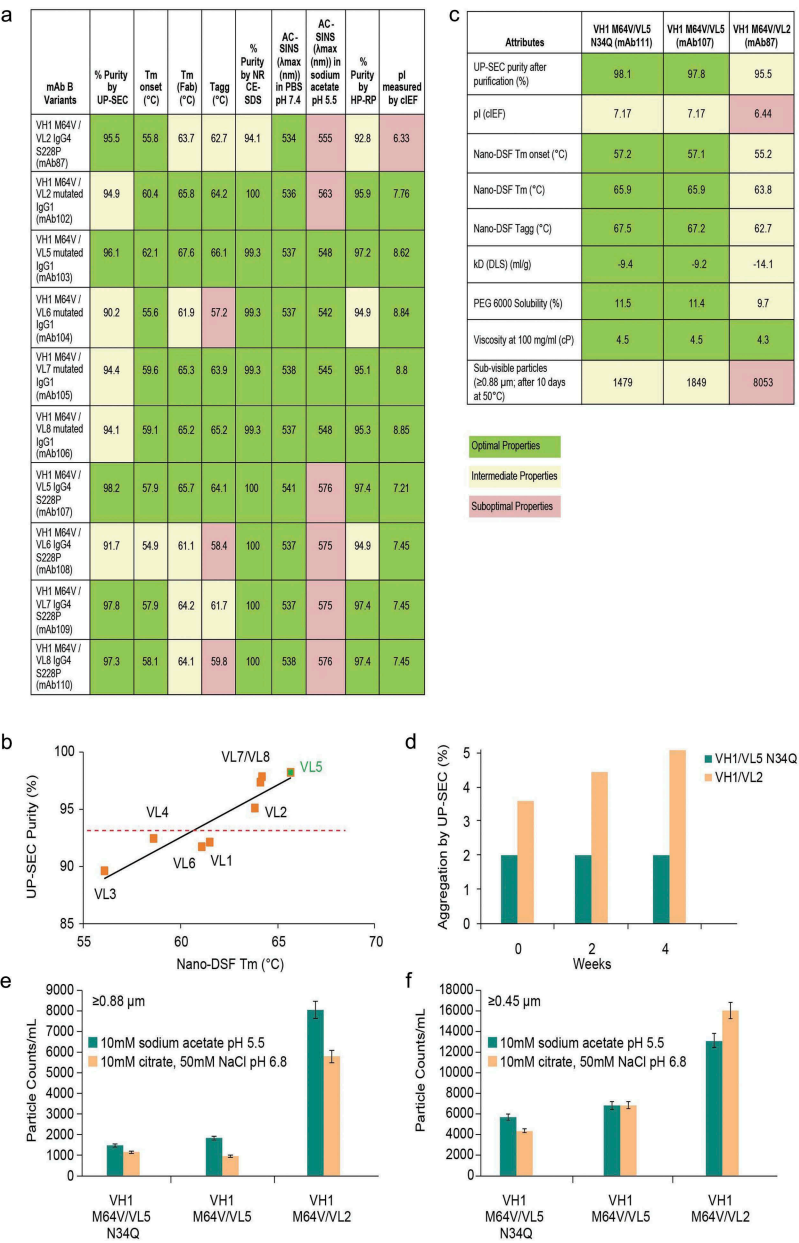 a
mAb B Variants | % Purity by UP-SEC | Tm onset (°C) | Tm (Fab) (°C) | Tagg (°C) | % Purity by NR CE-SDS | AC-SINS (λmax (nm)) in PBS pH 7.4 | AC-SINS (λmax (nm)) in sodium acetate pH 5.5 | % Purity by HP-RP | pI measured by cIEF
VH1 M64V / VL2 IgG4 S228P (mAb87) | 95.5 | 55.8 | 63.7 | 62.7 | 94.1 | 534 | 555 | 92.8 | 6.33
VH1 M64V / VL2 mutated IgG1 (mAb102) | 94.9 | 60.4 | 65.8 | 64.2 | 100 | 536 | 563 | 95.9 | 7.76
VH1 M64V / VL5 mutated IgG1 (mAb103) | 96.1 | 62.1 | 67.6 | 66.1 | 99.3 | 537 | 548 | 97.2 | 8.62
VH1 M64V / VL6 mutated IgG1 (mAb104) | 90.2 | 55.6 | 61.9 | 57.2 | 99.3 | 537 | 542 | 94.9 | 8.84
VH1 M64V / VL7 mutated IgG1 (mAb105) | 94.4 | 59.6 | 65.3 | 63.9 | 99.3 | 538 | 545 | 95.1 | 8.8
VH1 M64V / VL8 mutated IgG1 (mAb106) | 94.1 | 59.1 | 65.2 | 65.2 | 99.3 | 537 | 548 | 95.3 | 8.85
VH1 M64V / VL5 IgG4 S228P (mAb107) | 98.2 | 57.9 | 65.7 | 64.1 | 100 | 541 | 576 | 97.4 | 7.21
VH1 M64V / VL6 IgG4 S228P (mAb108) | 91.7 | 54.9 | 61.1 | 58.4 | 100 | 537 | 575 | 94.9 | 7.45
VH1 M64V / VL7 IgG4 S228P (mAb109) | 97.8 | 57.9 | 64.2 | 61.7 | 100 | 537 | 575 | 97.4 | 7.45
VH1 M64V / VL8 IgG4 S228P (mAb110) | 97.3 | 58.1 | 64.1 | 59.8 | 100 | 538 | 576 | 97.4 | 7.45
c
Attributes | VH1 M64V/VL5 N34Q (mAb111) | VH1 M64V/VL5 (mAb107) | VH1 M64V/VL2 (mAb87)
UP-SEC purity after purification (%) | 98.1 | 97.8 | 95.5
pI (cIEF) | 7.17 | 7.17 | 6.44
Nano-DSF Tm onset (°C) | 57.2 | 57.1 | 55.2
Nano-DSF Tm (°C) | 65.9 | 65.9 | 63.8
Nano-DSF Tagg (°C) | 67.5 | 67.2 | 62.7
kD (DLS) (ml/g) | -9.4 | -9.2 | -14.1
PEG 6000 Solubility (%) | 11.5 | 11.4 | 9.7
Viscosity at 100 mg/ml (cP) | 4.5 | 4.5 | 4.3
Sub-visible particles (≥0.88 µm; after 10 days at 50°C) | 1479 | 1849 | 8053
Optimal Properties
Intermediate Properties
Suboptimal Properties
b
UP-SEC Purity (%)
100
95
90
85
VL7/VL8
VL5
VL4
VL2
VL6
VL1
VL3
55 60 65 70
Nano-DSF Tm (°C)
d
Aggregation by UP-SEC (%)
5
4
3
2
1
0
VH1/VL5 N34Q
VH1/VL2
0 2 4
Weeks
e
Particle Counts/mL
≥0.88 µm
9000
8000
7000
6000
5000
4000
3000
2000
1000
0
10mM sodium acetate pH 5.5
10mM citrate, 50mM NaCl pH 6.8
VH1 M64V/VL5 N34Q
VH1 M64V/VL5
VH1 M64V/VL2
f
Particle Counts/mL
≥0.45 µm
18000
16000
14000
12000
10000
8000
6000
4000
2000
0
10mM sodium acetate pH 5.5
10mM citrate, 50mM NaCl pH 6.8
VH1 M64V/VL5 N34Q
VH1 M64V/VL5
VH1 M64V/VL2